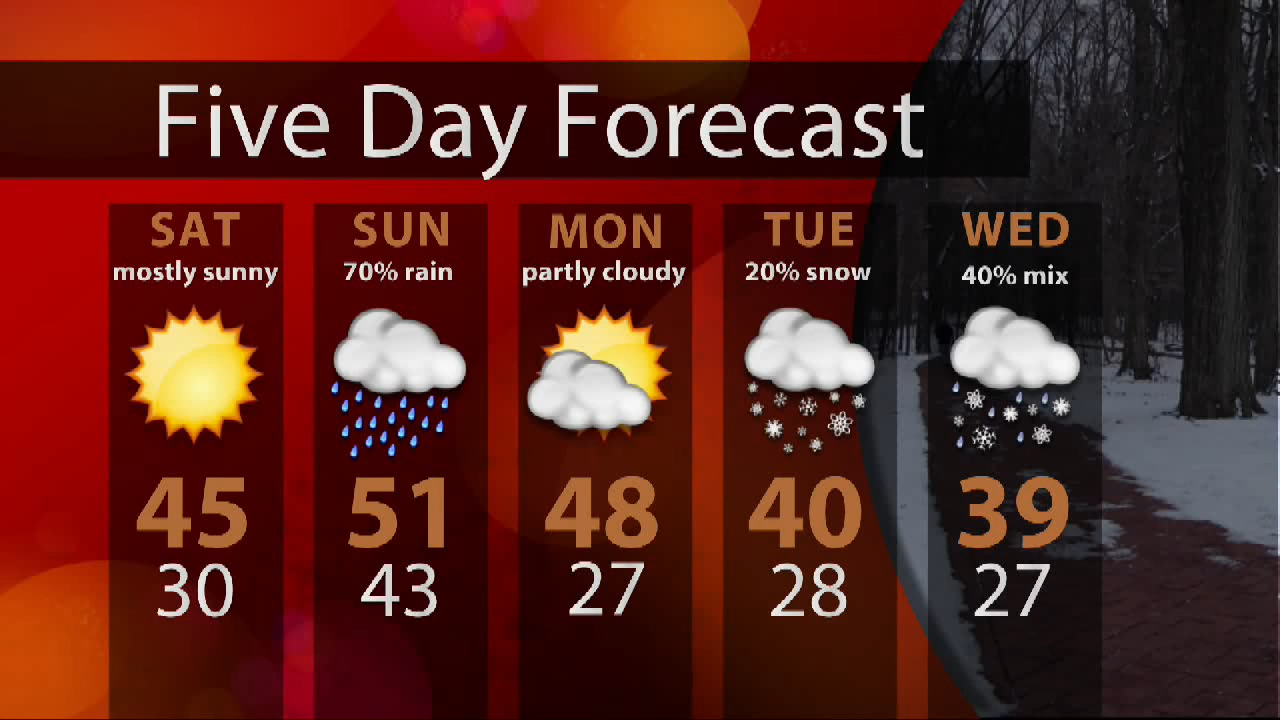 Five Day Forecast
SAT SUN MON TUE WED
mostly sunny 70% rain partly cloudy 20% snow 40% mix
45 51 48 40 39
30 43 27 28 27